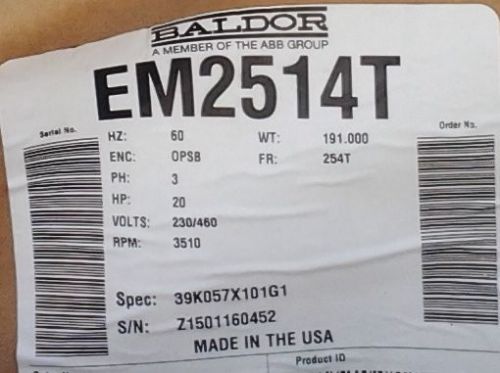 BALDOR
A MEMBER OF THE ABB GROUP
EM2514T
Serial No.
Order No.
HZ: 60 WT: 191.000
ENC: OPSB FR: 254T
PH: 3
HP: 20
VOLTS: 230/460
RPM: 3510
Spec: 39K057X101G1
S/N: Z1501160452
MADE IN THE USA
Product ID